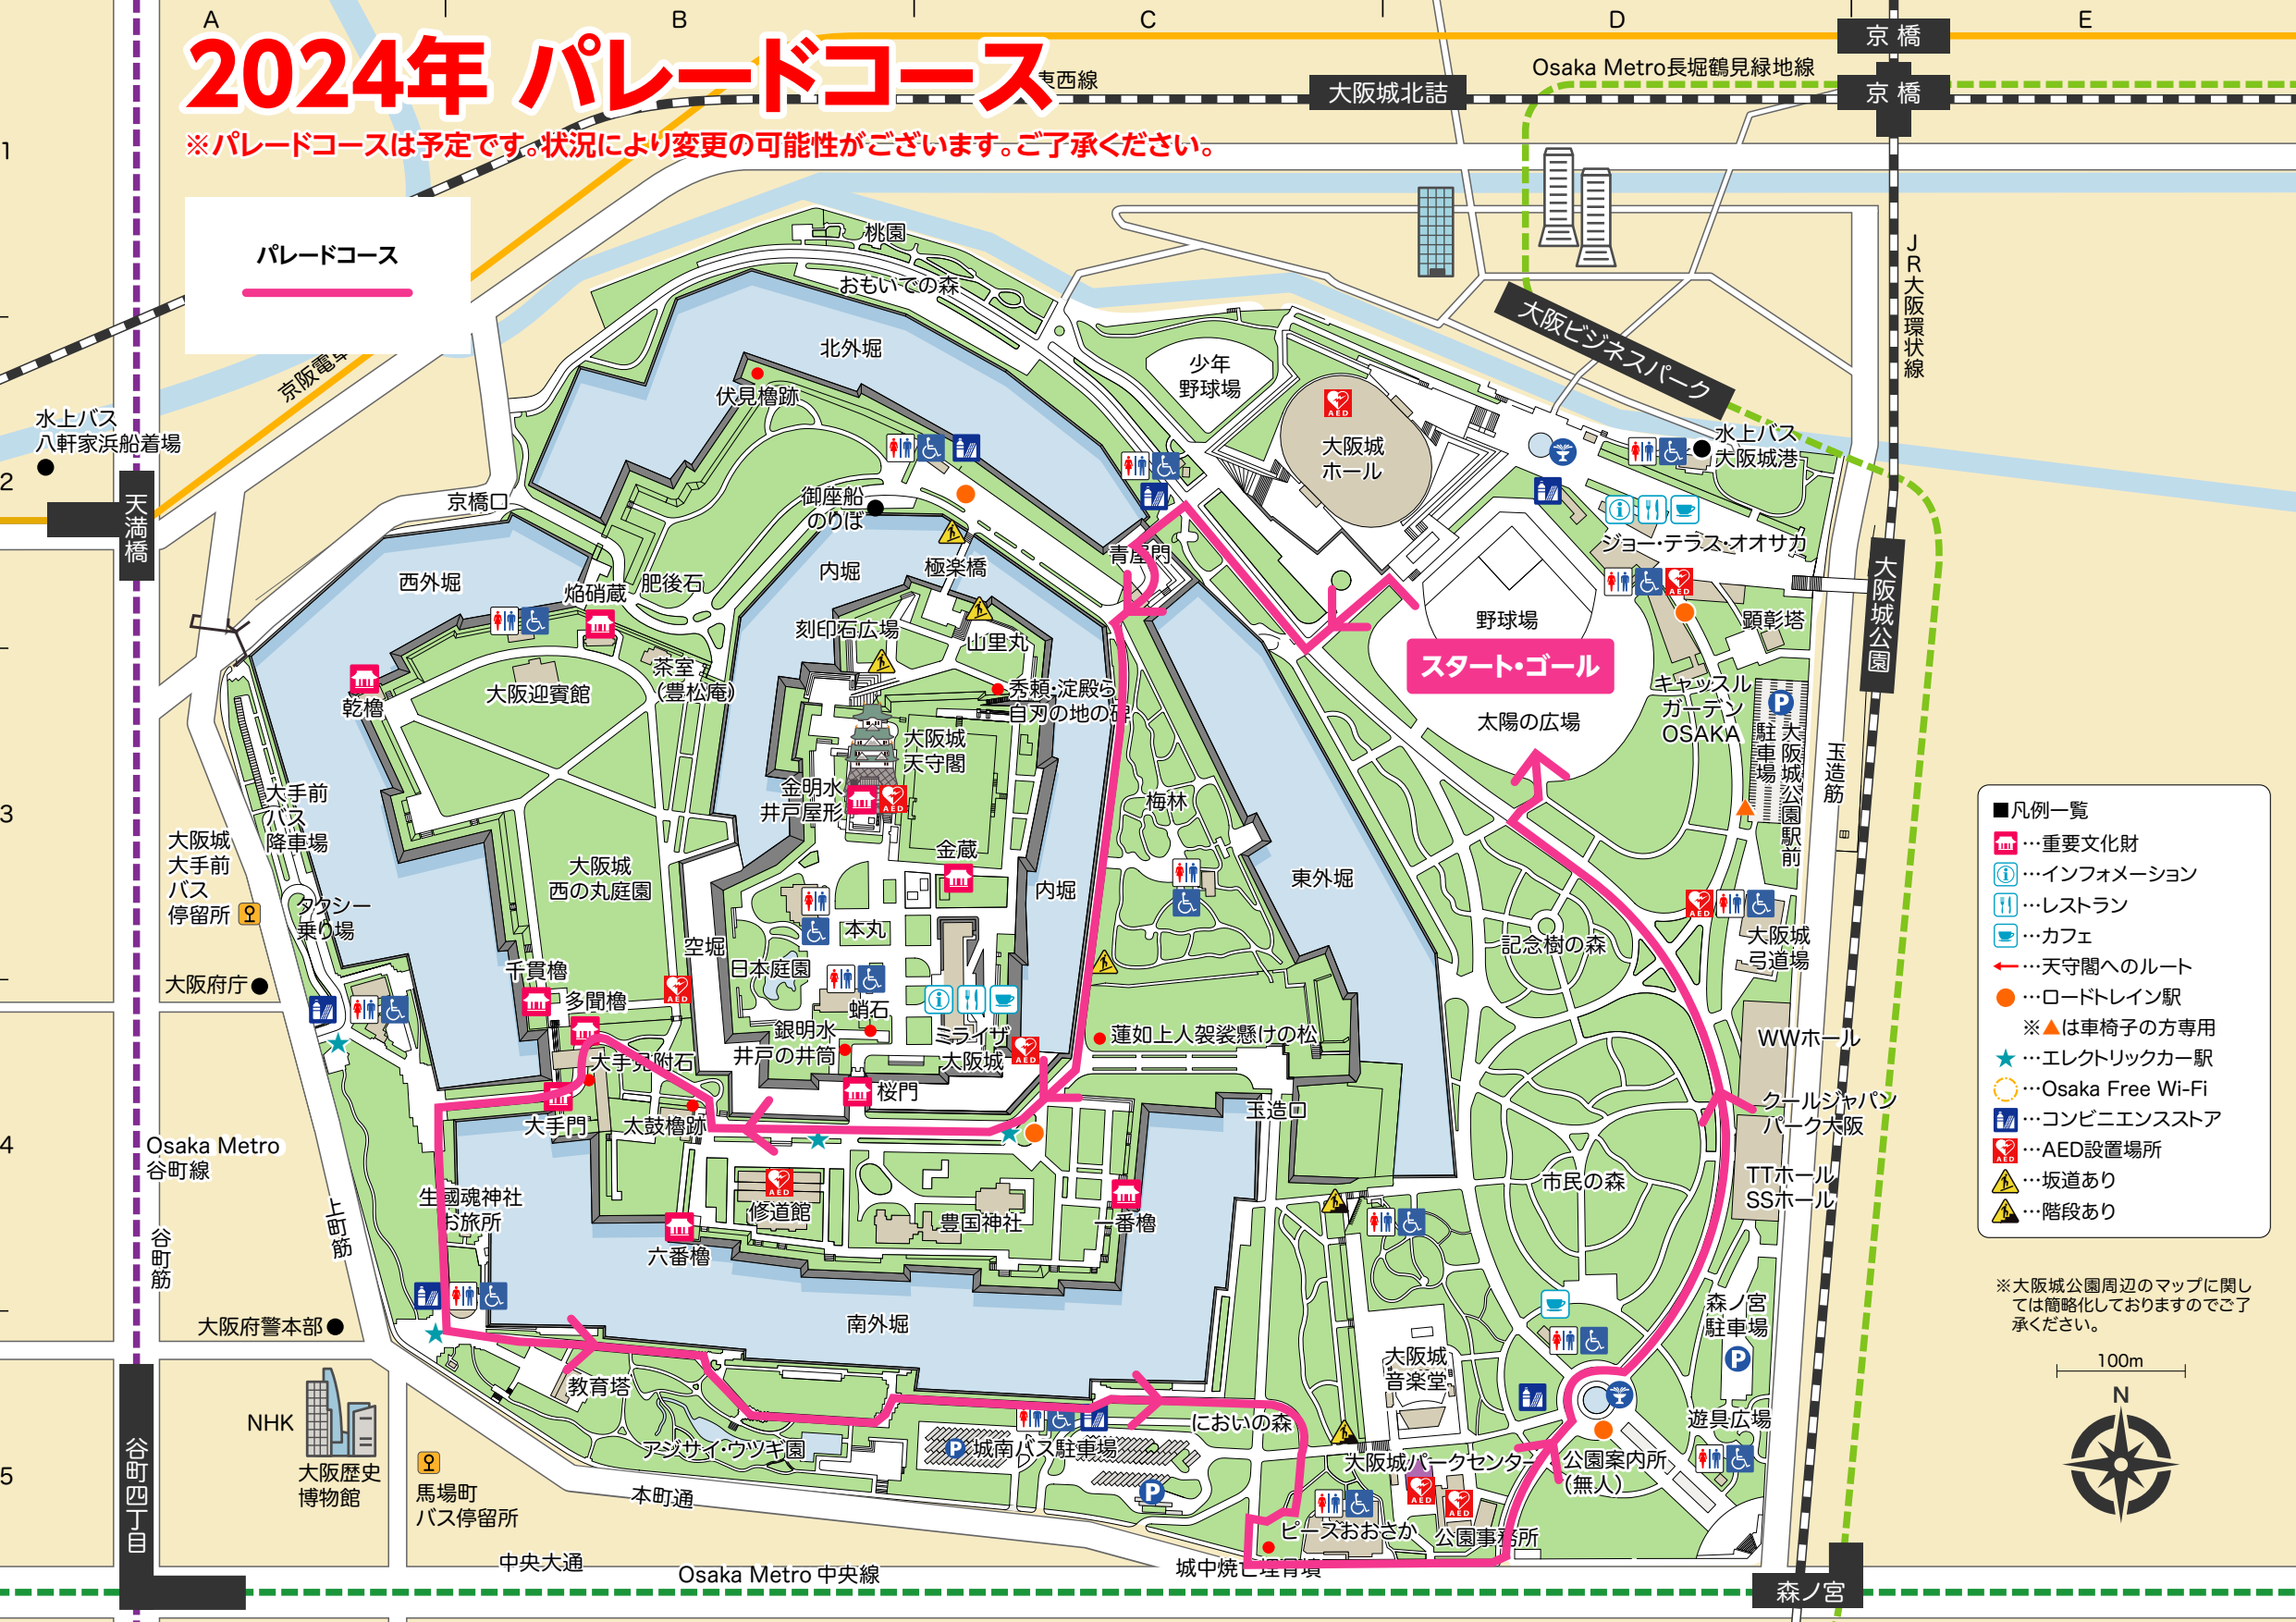 A
B
C
D
E
1
2
3
4
5
2024年 パレードコース
※パレードコースは予定です。状況により変更の可能性がございます。ご了承ください。
パレードコース
東西線
大阪城北詰
Osaka Metro長堀鶴見緑地線
京橋
京橋
JR大阪環状線
大阪ビジネスパーク
京阪電車
水上バス
八軒家浜船着場
天満橋
桃園
おもいでの森
北外堀
伏見櫓跡
少年
野球場
大阪城
ホール
水上バス
大阪城港
ジョー・テラス・オオサカ
京橋口
御座船
のりば
青屋門
西外堀
焔硝蔵
肥後石
内堀
極楽橋
刻印石広場
山里丸
野球場
スタート・ゴール
太陽の広場
顕彰塔
大阪城公園
キャッスル
ガーデン
OSAKA
大阪城公園駅前
駐車場
玉造筋
乾櫓
大阪迎賓館
茶室
(豊松庵)
秀頼・淀殿ら
自刃の地の碑
大阪城
天守閣
金明水
井戸屋形
梅林
大手前
バス
降車場
大阪城
大手前
バス
停留所
タクシー
乗り場
大阪城
西の丸庭園
金蔵
内堀
東外堀
本丸
空堀
日本庭園
記念樹の森
大阪城
弓道場
千貫櫓
多聞櫓
大阪府庁
蛸石
銀明水
井戸の井筒
ミライザ
大阪城
蓮如上人袈裟懸けの松
WWホール
大手見附石
桜門
大手門
太鼓櫓跡
玉造口
クールジャパン
パーク大阪
TTホール
SSホール
Osaka Metro
谷町線
谷町筋
上町筋
生國魂神社
お旅所
修道館
豊国神社
一番櫓
六番櫓
市民の森
南外堀
大阪府警本部
森ノ宮
駐車場
大阪城
音楽堂
教育塔
NHK
大阪歴史
博物館
馬場町
バス停留所
アジサイ・ウツギ園
城南バス駐車場
においの森
大阪城パークセンター
公園案内所
(無人)
遊具広場
ピースおおさか
公園事務所
本町通
中央大通
Osaka Metro 中央線
城中焼亡埋骨墳
谷町四丁目
森ノ宮
■凡例一覧
…重要文化財
…インフォメーション
…レストラン
…カフェ
…天守閣へのルート
…ロードトレイン駅
※▲は車椅子の方専用
★…エレクトリックカー駅
…Osaka Free Wi-Fi
…コンビニエンスストア
AED…AED設置場所
…坂道あり
…階段あり
※大阪城公園周辺のマップに関し
ては簡略化しておりますのでご了
承ください。
100m
N